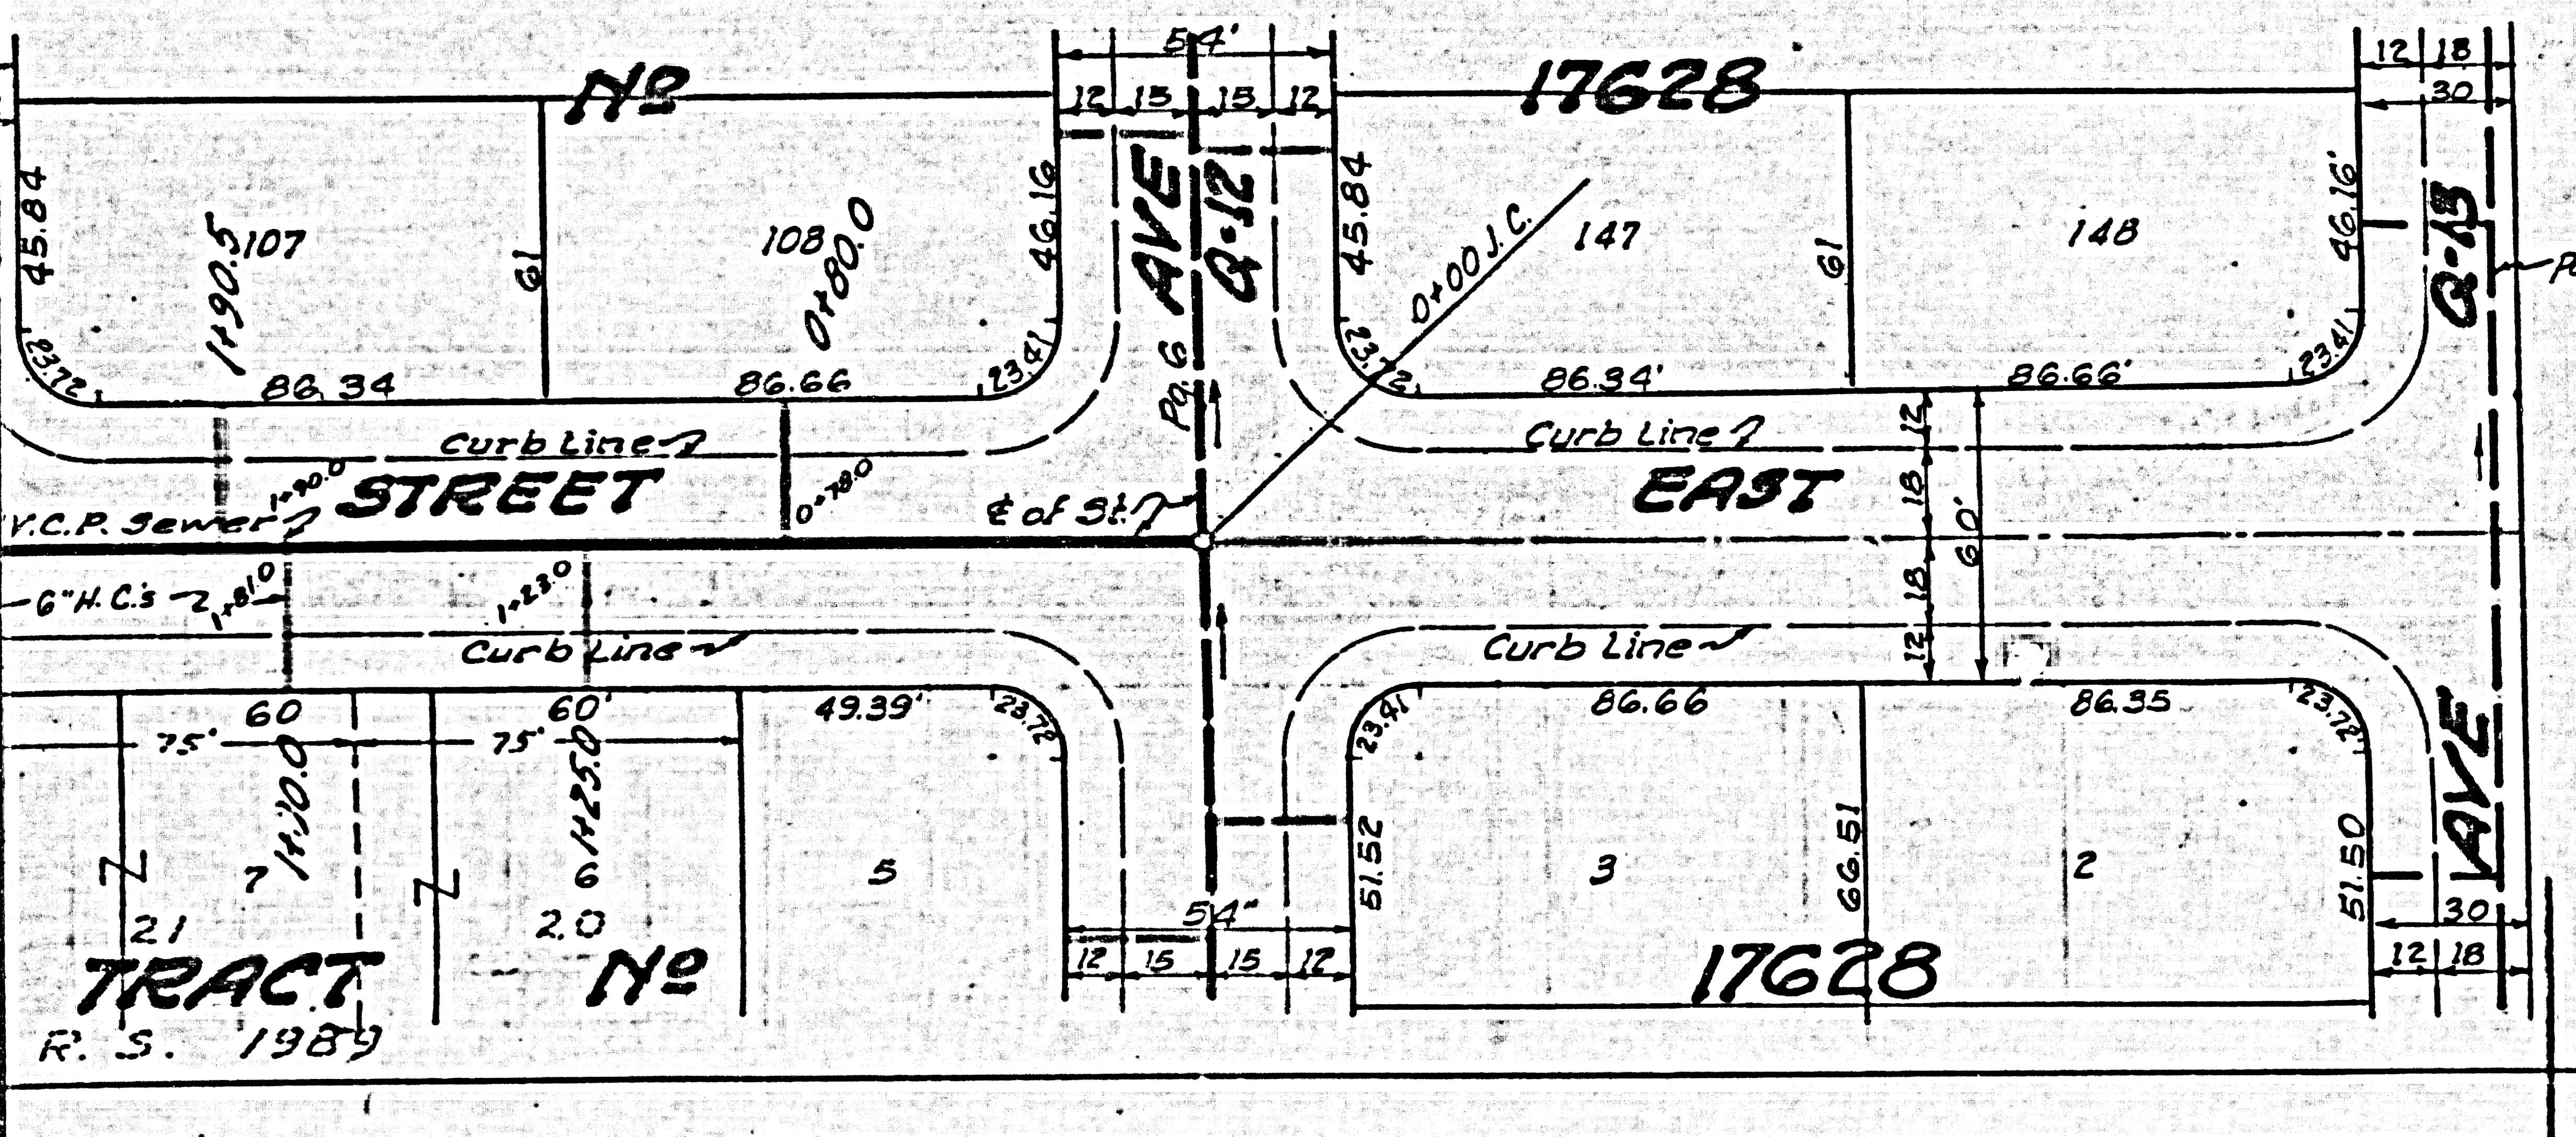 54'
12 18
30
Nº
17628
12 15 15 12
45.84
1+90.5
107
61
108
0+80.0
46.16
AVE
Q-12
Pg. 6
45.84
0+00 J.C.
147
61
148
46.16'
Q-13
23.72
86.34
86.66
23.41
23.72
86.34'
86.66'
23.41
Curb Line
Curb Line
12
18
60'
18
12
1+90.0
STREET
0+78.0
₵ of St.
EAST
V.C.P. Sewer
6" H.C.'s
1+81.0
1+23.0
Curb Line
Curb Line
60
60'
49.39'
23.72
23.41
86.66
86.35
23.72'
75'
75'
1+25.0
51.52
66.51
51.50
AVE
7
6
5
3
2
21
20
54"
30
12 15 15 12
12 18
TRACT
Nº
17628
R. S. 1989